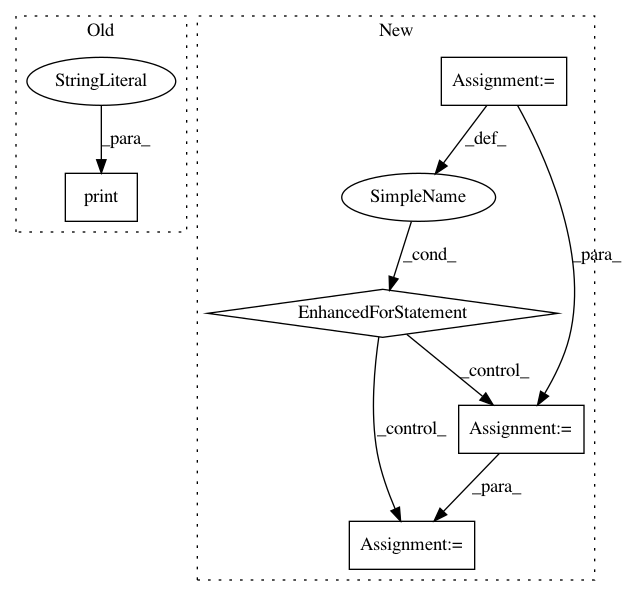 Old
New
StringLiteral
Assignment:=
_para_
_def_
print
SimpleName
_cond_
_para_
EnhancedForStatement
_control_
_control_
Assignment:=
_para_
Assignment:=